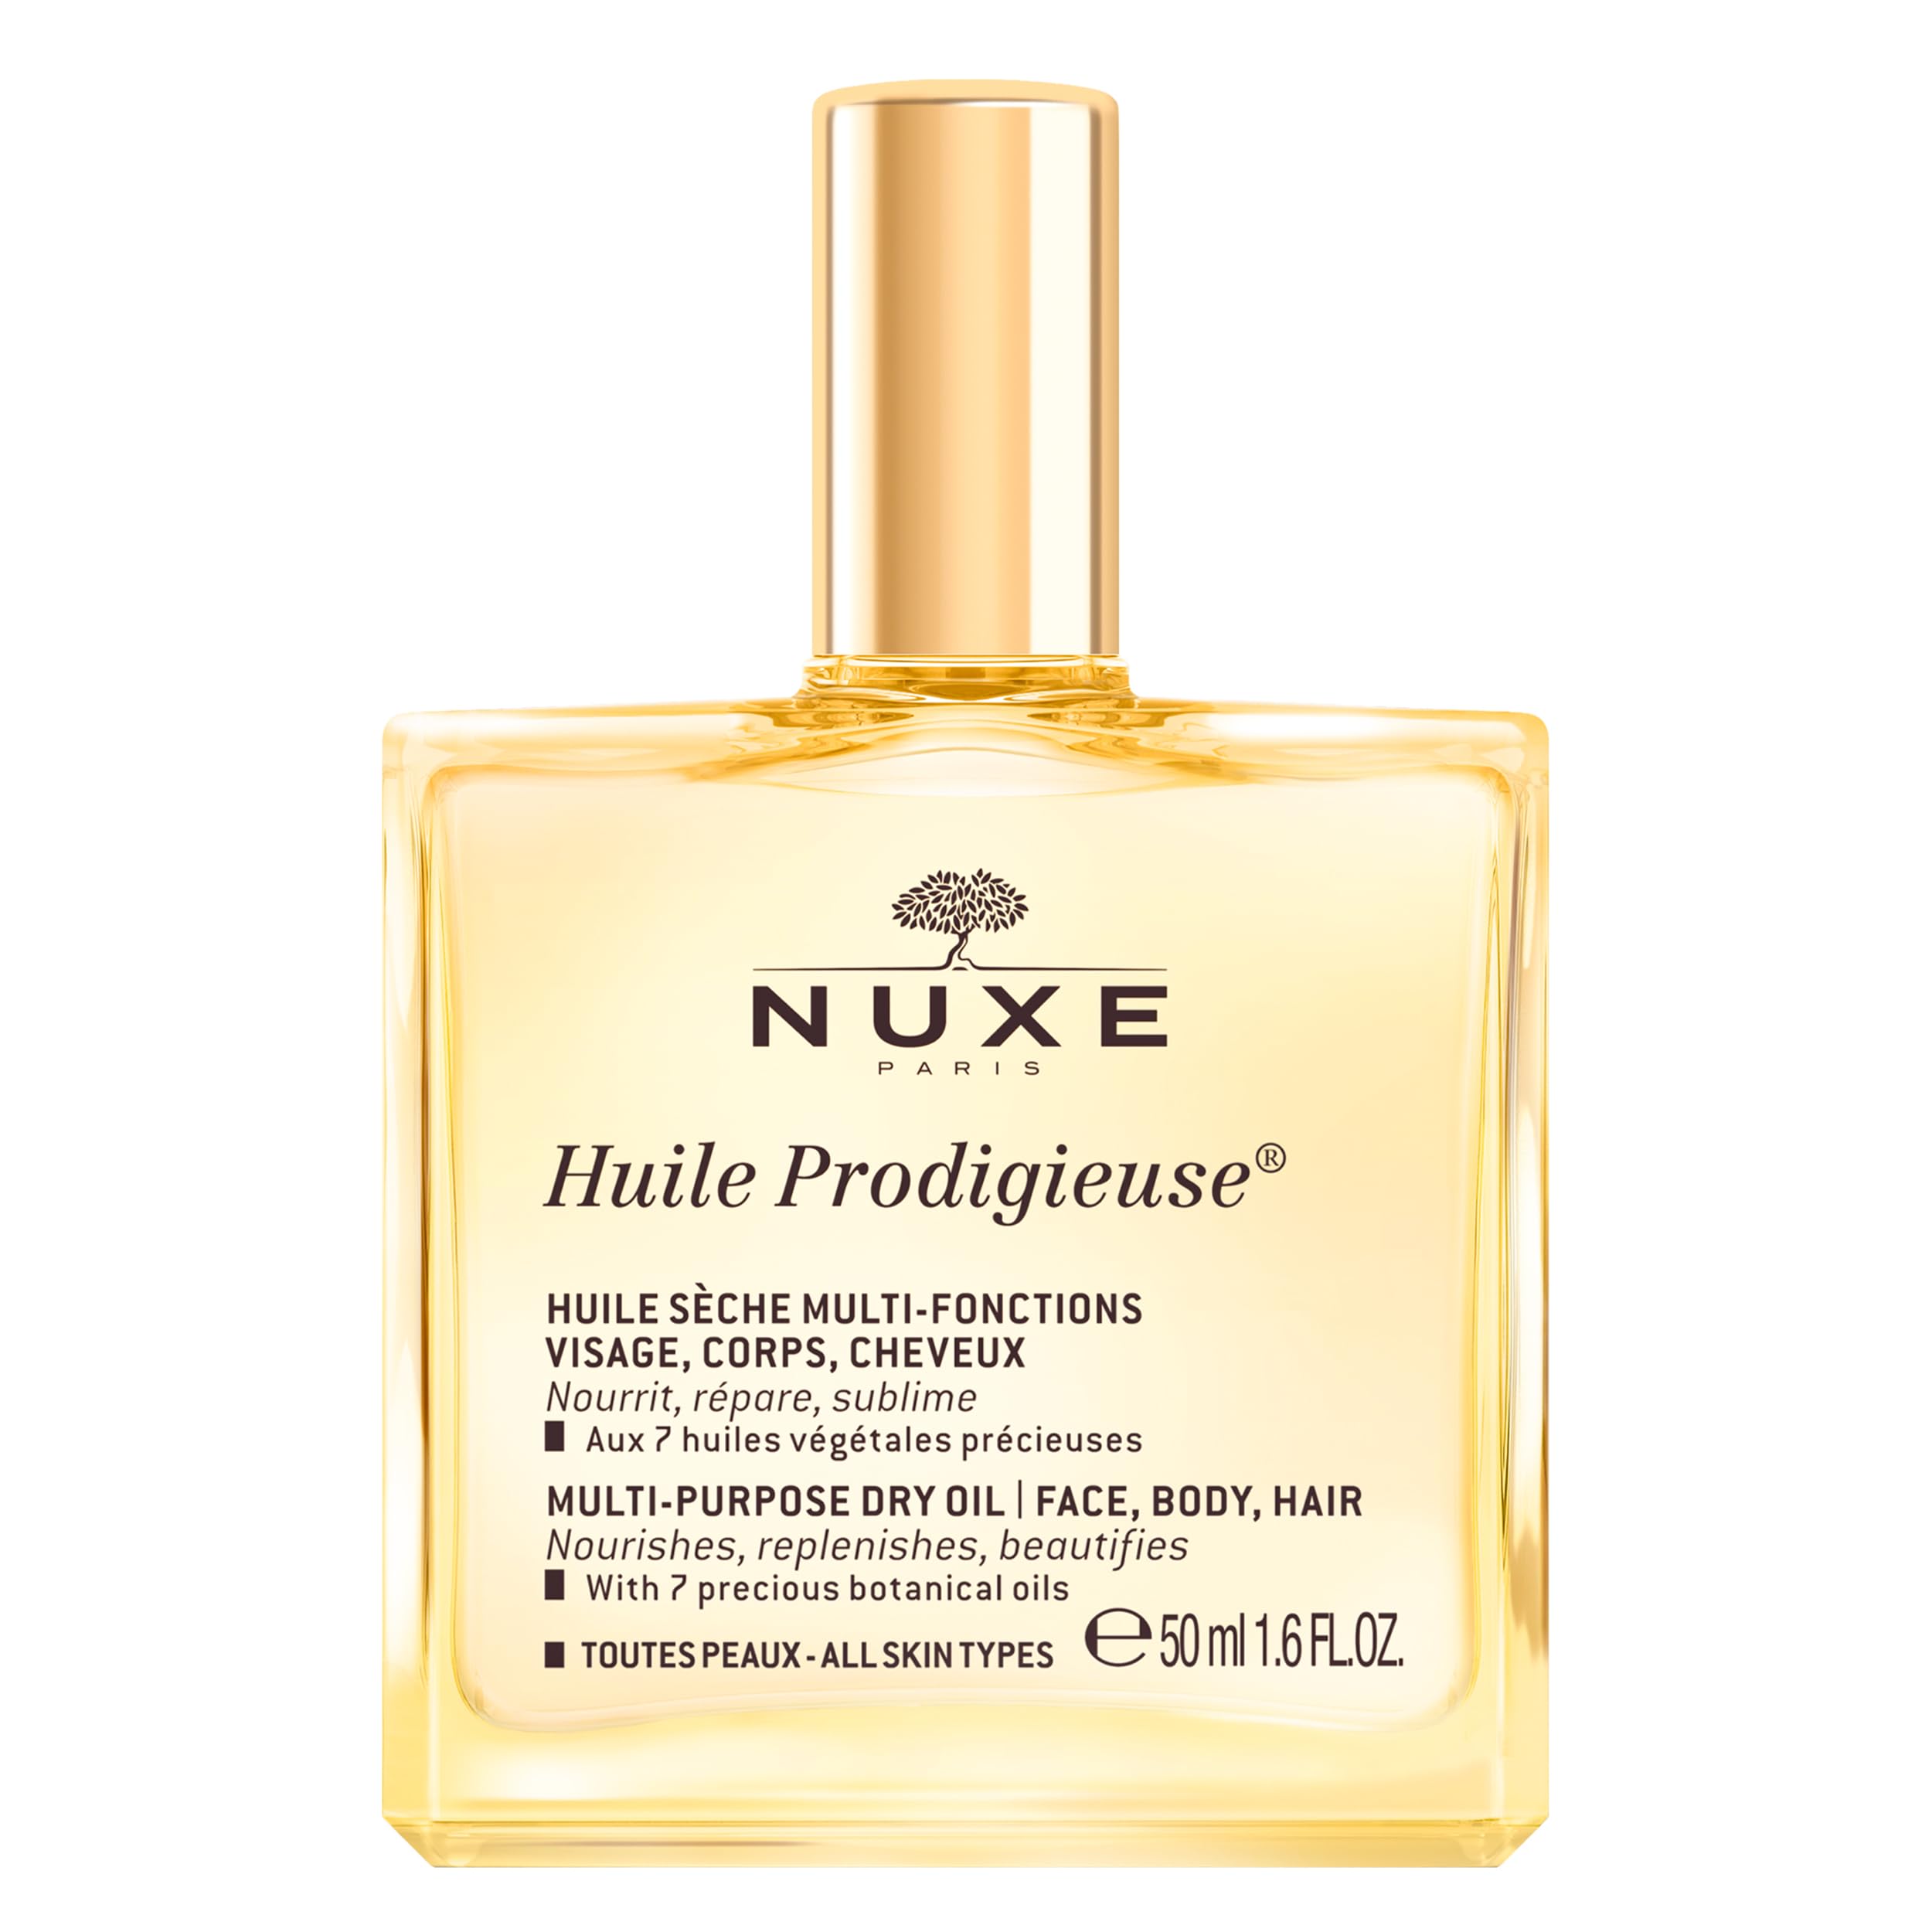 NUXE
PARIS
Huile Prodigieuse®
HUILE SÈCHE MULTI-FONCTIONS
VISAGE, CORPS, CHEVEUX
Nourrit, répare, sublime
■ Aux 7 huiles végétales précieuses
MULTI-PURPOSE DRY OIL | FACE, BODY, HAIR
Nourishes, replenishes, beautifies
■ With 7 precious botanical oils
■ TOUTES PEAUX - ALL SKIN TYPES ℮ 50 ml 1.6 FL.OZ.